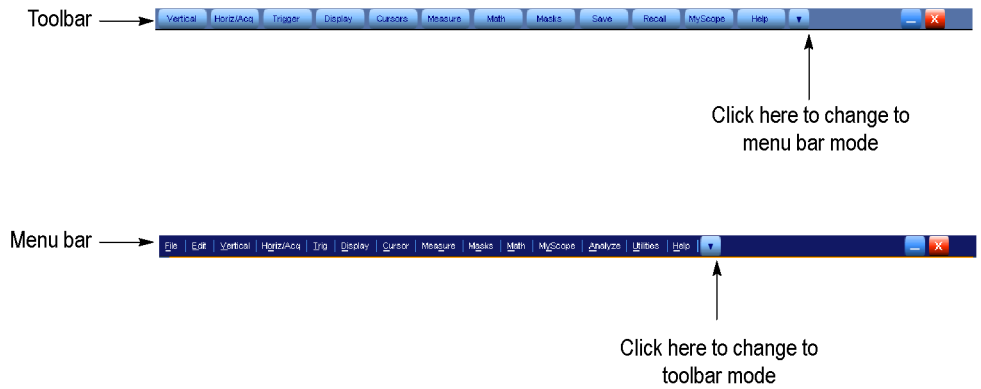 Toolbar
Vertical Horiz/Acq Trigger Display Cursors Measure Math Masks Save Recall MyScope Help
X
Click here to change to
menu bar mode
Menu bar
File Edit Vertical Horiz/Acq Trig Display Cursor Measure Masks Math MyScope Analyze Utilities Help
X
Click here to change to
toolbar mode